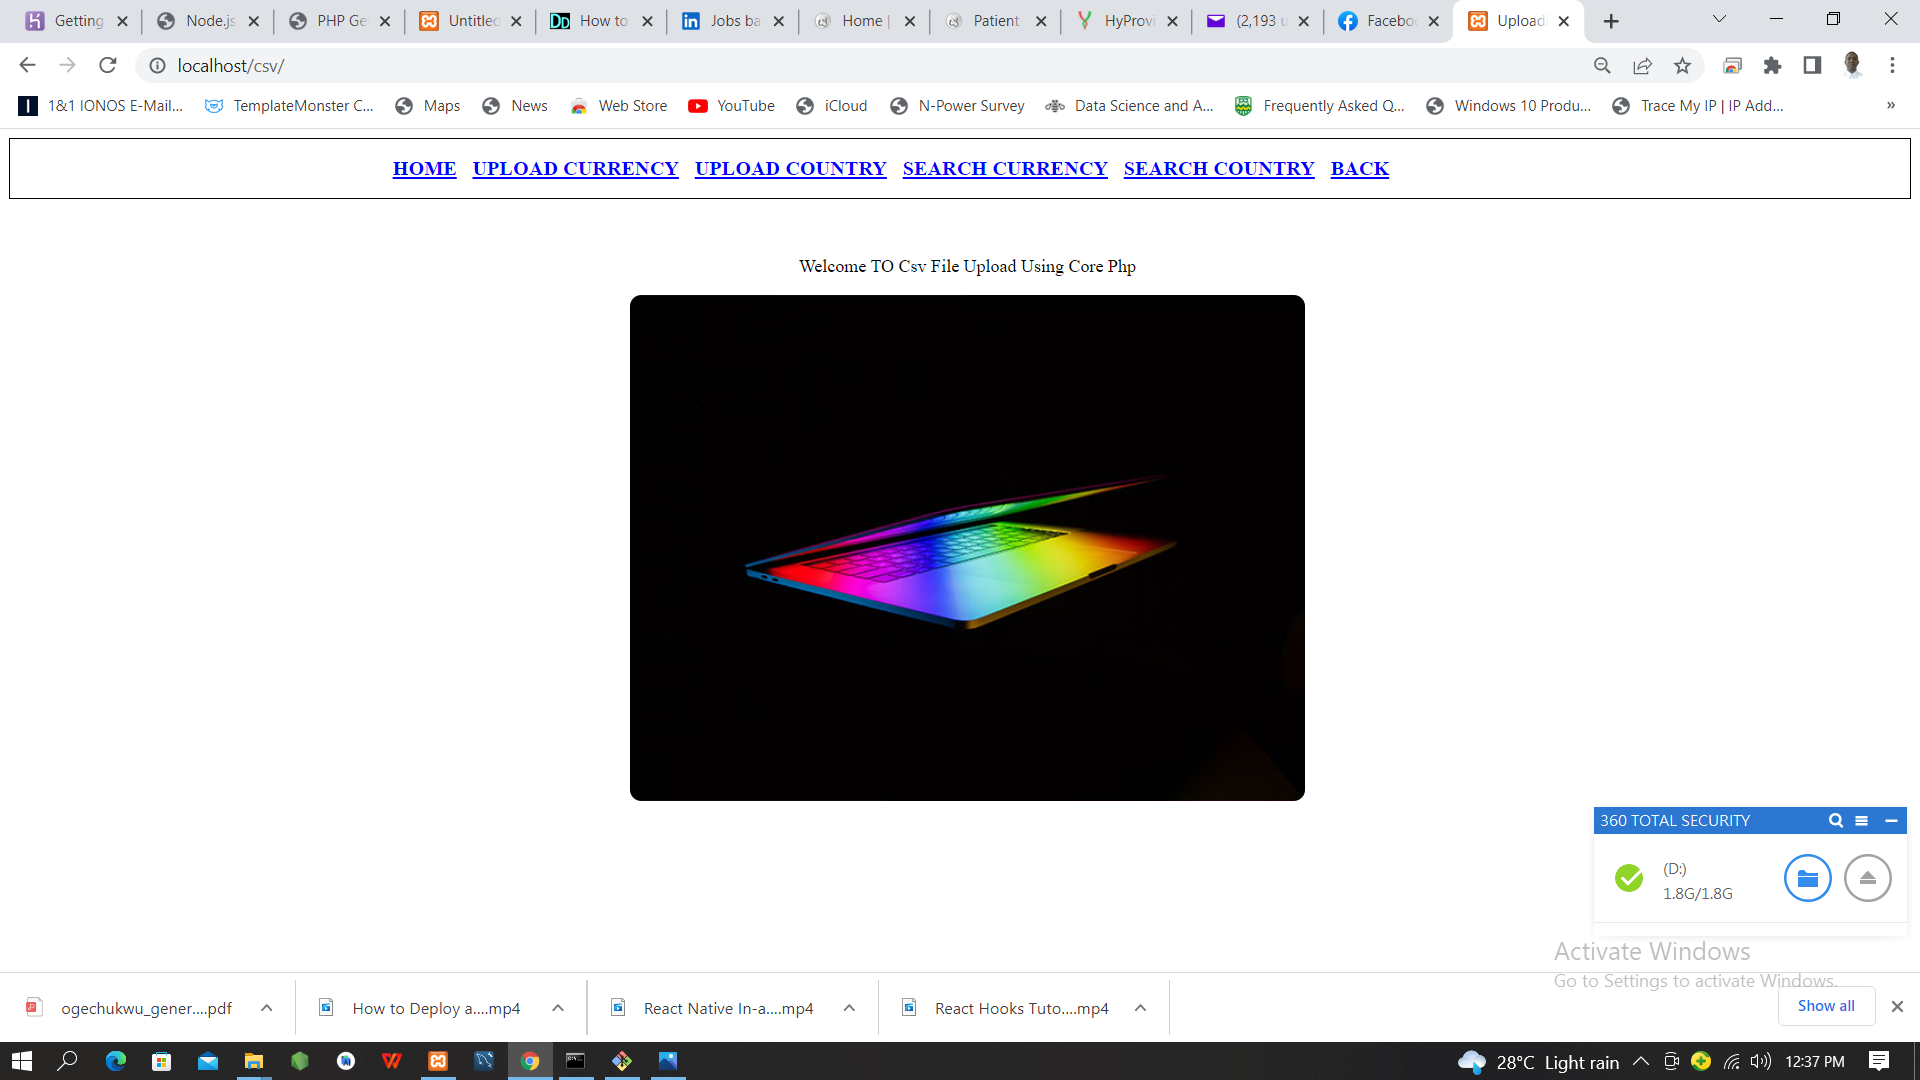 Getting
Node.js
PHP Ge
Untitled
How to
Jobs ba
Home |
Patient
HyProvi
(2,193 u
Faceboo
Uploadi
localhost/csv/
1&1 IONOS E-Mail...
TemplateMonster C...
Maps
News
Web Store
YouTube
iCloud
N-Power Survey
Data Science and A...
Frequently Asked Q...
Windows 10 Produ...
Trace My IP | IP Add...
»
HOME UPLOAD CURRENCY UPLOAD COUNTRY SEARCH CURRENCY SEARCH COUNTRY BACK
Welcome TO Csv File Upload Using Core Php
360 TOTAL SECURITY
(D:)
1.8G/1.8G
Activate Windows
Go to Settings to activate Windows.
ogechukwu_gener....pdf
How to Deploy a....mp4
React Native In-a....mp4
React Hooks Tuto....mp4
Show all
28°C Light rain
12:37 PM